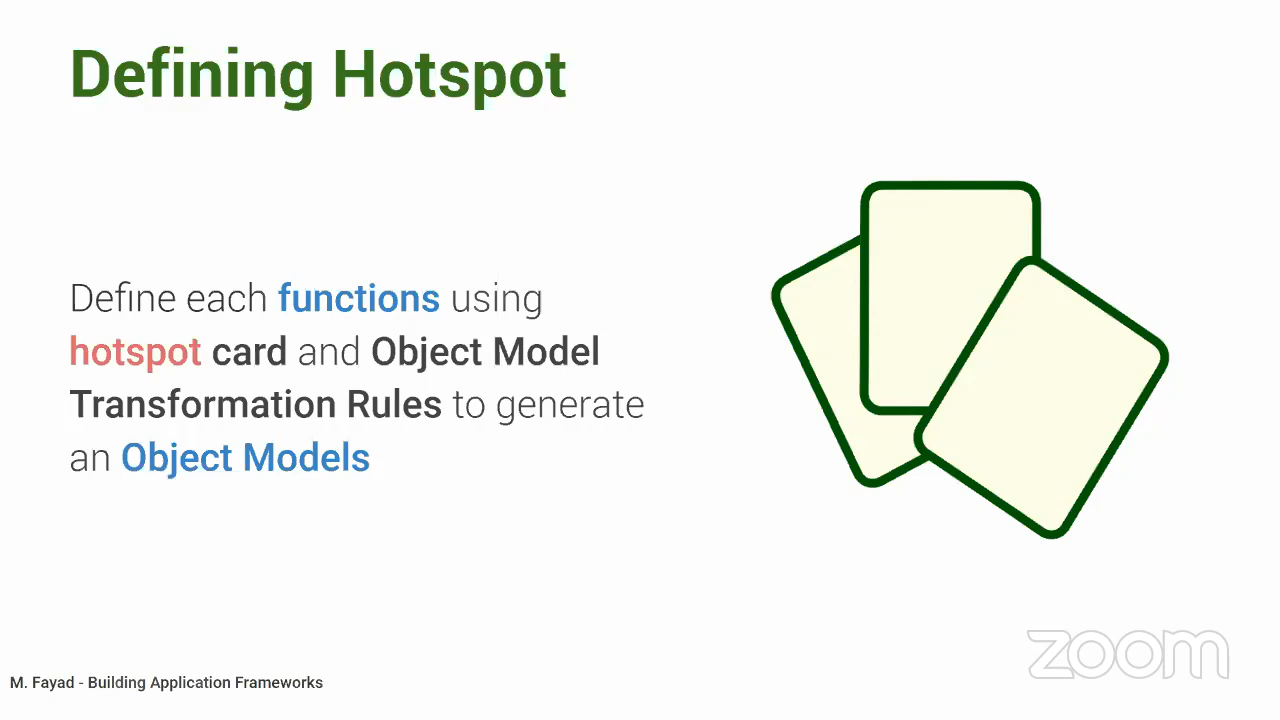 Defining Hotspot
Define each functions using
hotspot card and Object Model
Transformation Rules to generate
an Object Models
zoom
M. Fayad - Building Application Frameworks